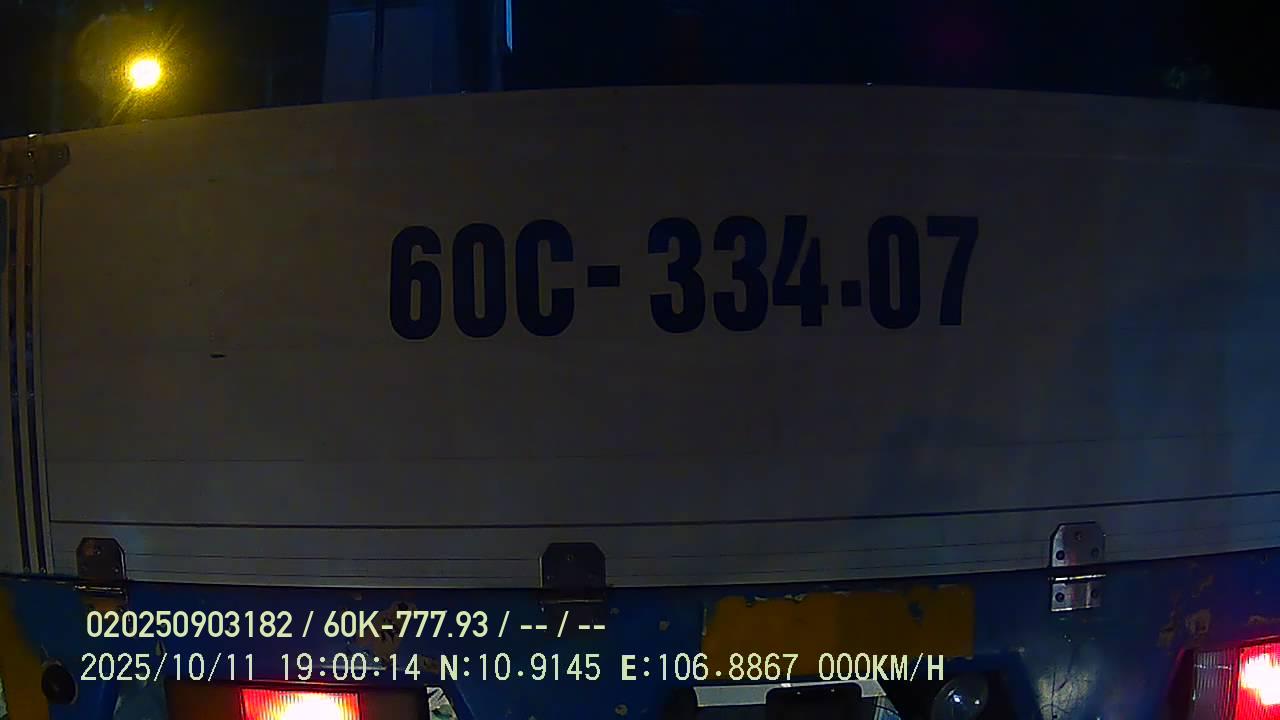 60C-334.07
020250903182 / 60K-777.93 / -- / --
2025/10/11 19:00:14 N:10.9145 E:106.8867 000KM/H